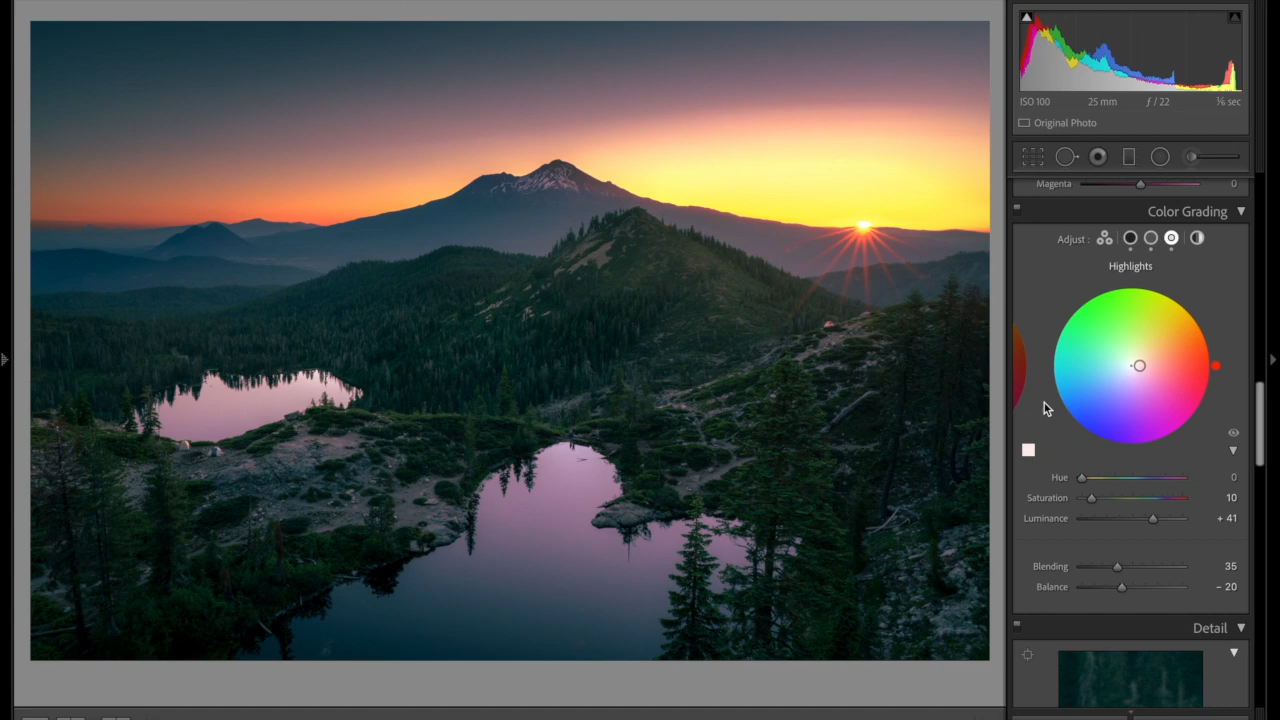 ISO 100 25 mm ƒ / 22 ⅙ sec
Original Photo
Magenta 0
Color Grading
Adjust :
Highlights
Hue 0
Saturation 10
Luminance + 41
Blending 35
Balance − 20
Detail